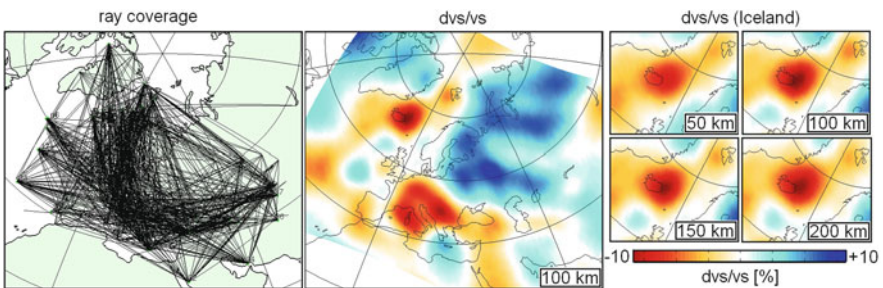 ray coverage
dvs/vs
100 km
dvs/vs (Iceland)
50 km
100 km
150 km
200 km
-10
+10
dvs/vs [%]